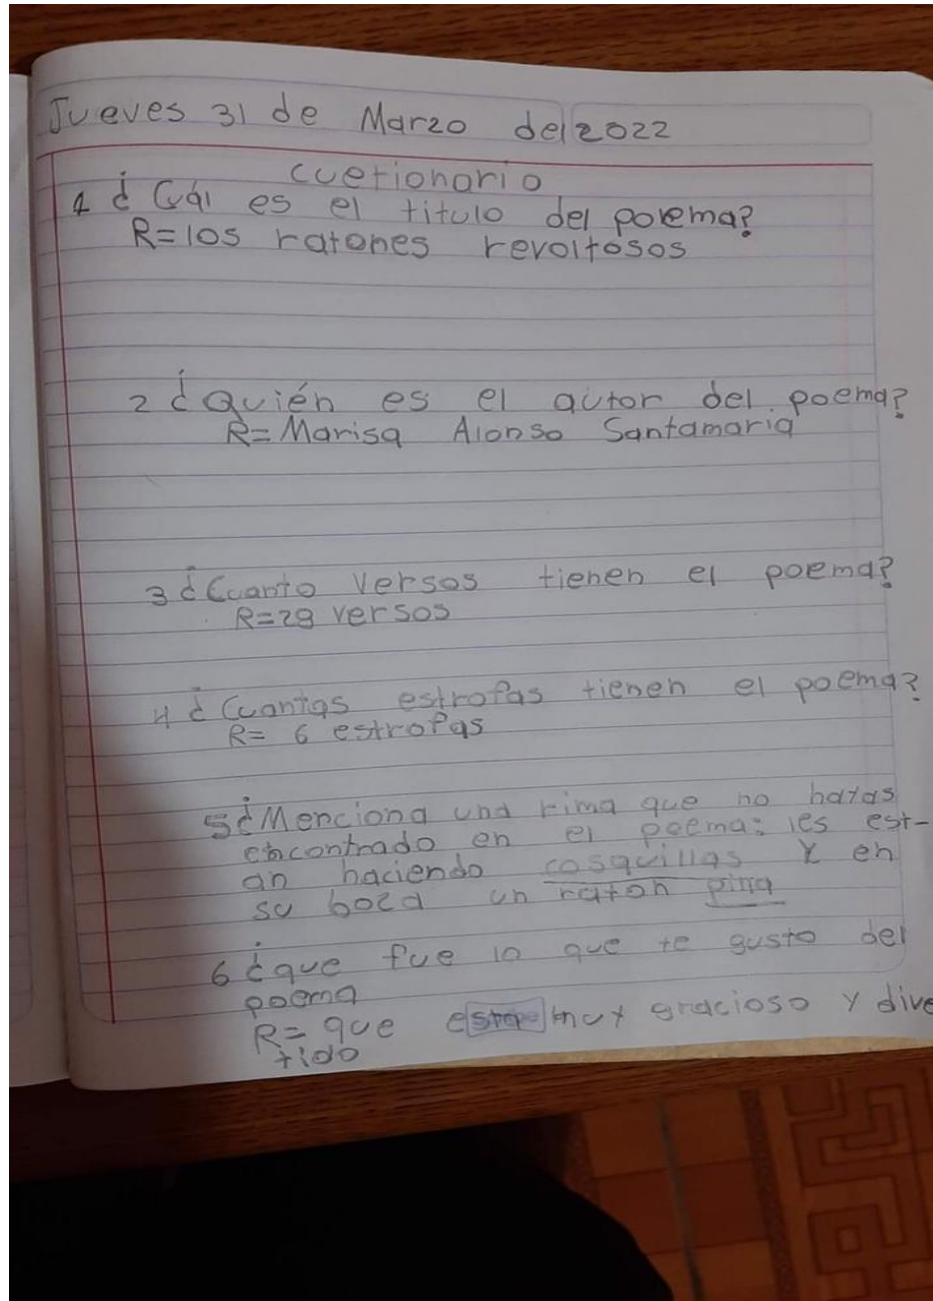 Jueves 31 de Marzo del 2022
cuetionario
1 ¿Cuál es el titulo del porema?
R= los ratones revoltosos
2 ¿Quién es el autor del poema?
R= Marisa Alonso Santamaria
3 ¿Cuanto versos tienen el poema?
R= 28 versos
4 ¿Cuantas estrofas tienen el poema?
R= 6 estrofas
5 ¿Menciona una rima que no hayas
encontrado en el poema: les est-
an haciendo cosquillas y en
su boca un raton
6 ¿que fue lo que te gusto del
poema
R= que muy gracioso y dive
tido